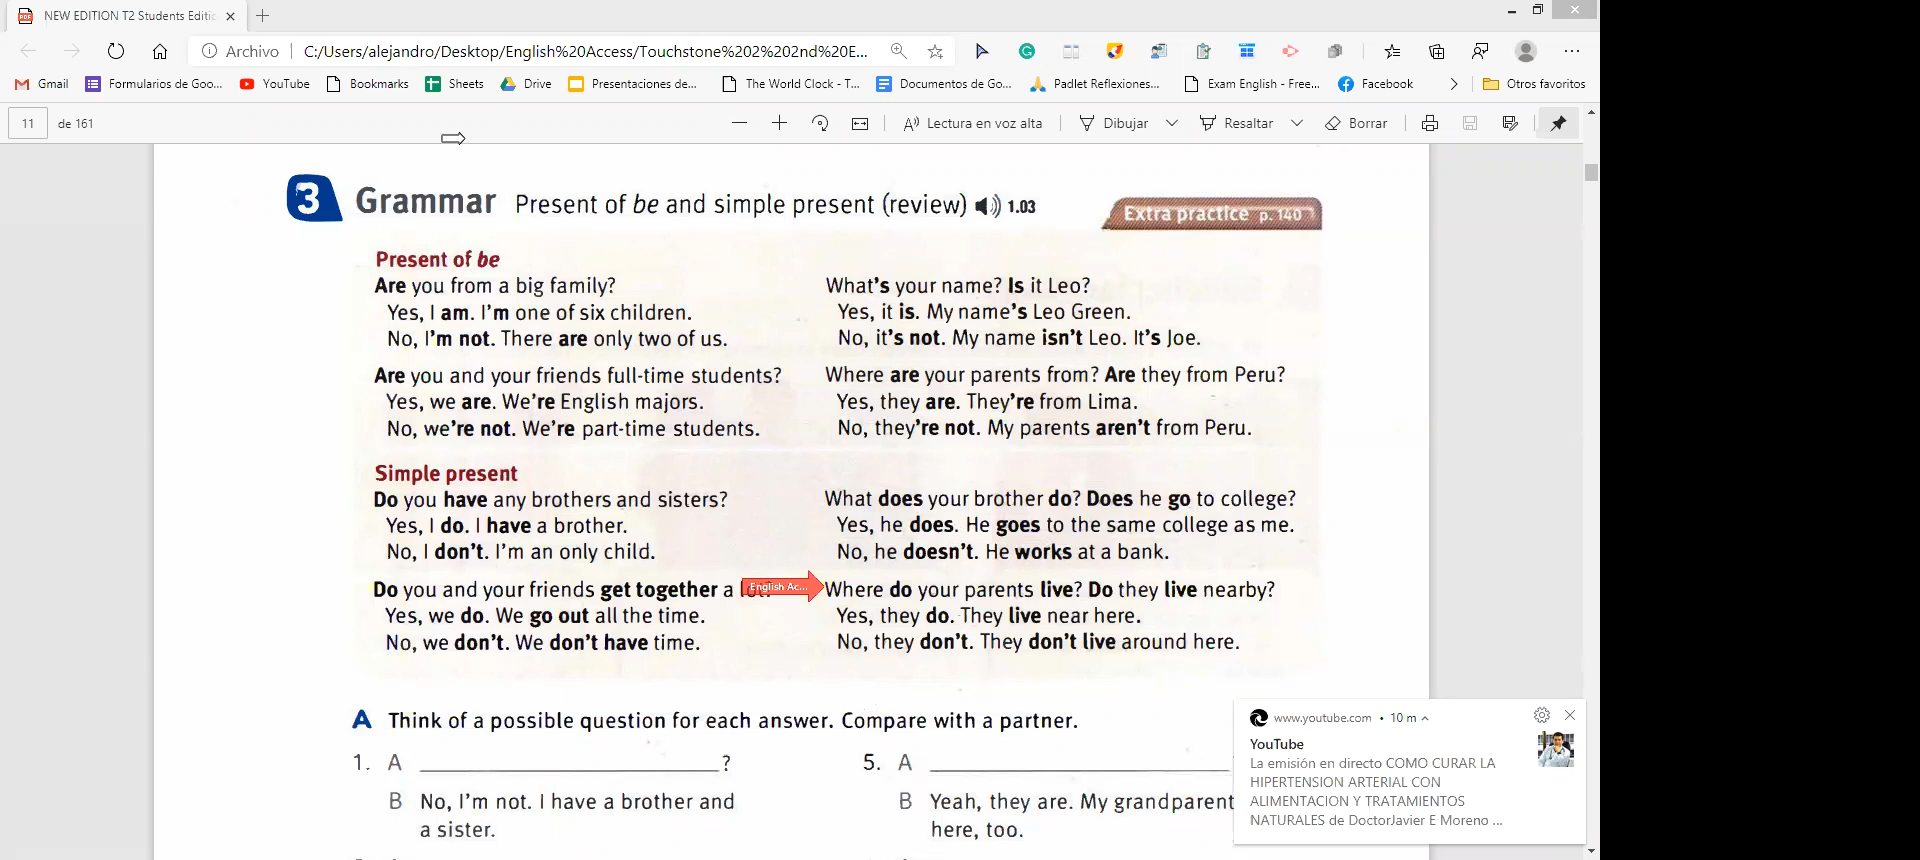 NEW EDITION T2 Students Editic
Archivo C:/Users/alejandro/Desktop/English%20Access/Touchstone%202%202nd%20E...
Gmail Formularios de Goo... YouTube Bookmarks Sheets Drive Presentaciones de... The World Clock - T... Documentos de Go... Padlet Reflexiones... Exam English - Free... Facebook Otros favoritos
11 de 161 Lectura en voz alta Dibujar Resaltar Borrar
3 Grammar Present of be and simple present (review) 1.03
Extra practice p. 140
Present of be
Are you from a big family?
Yes, I am. I'm one of six children.
No, I'm not. There are only two of us.
Are you and your friends full-time students?
Yes, we are. We're English majors.
No, we're not. We're part-time students.
What's your name? Is it Leo?
Yes, it is. My name's Leo Green.
No, it's not. My name isn't Leo. It's Joe.
Where are your parents from? Are they from Peru?
Yes, they are. They're from Lima.
No, they're not. My parents aren't from Peru.
Simple present
Do you have any brothers and sisters?
Yes, I do. I have a brother.
No, I don't. I'm an only child.
Do you and your friends get together a
Yes, we do. We go out all the time.
No, we don't. We don't have time.
English Ac...
What does your brother do? Does he go to college?
Yes, he does. He goes to the same college as me.
No, he doesn't. He works at a bank.
Where do your parents live? Do they live nearby?
Yes, they do. They live near here.
No, they don't. They don't live around here.
A Think of a possible question for each answer. Compare with a partner.
1. A ?
B No, I'm not. I have a brother and
a sister.
5. A
B Yeah, they are. My grandparent
here, too.
www.youtube.com • 10 m
YouTube
La emisión en directo COMO CURAR LA
HIPERTENSION ARTERIAL CON
ALIMENTACION Y TRATAMIENTOS
NATURALES de DoctorJavier E Moreno ...